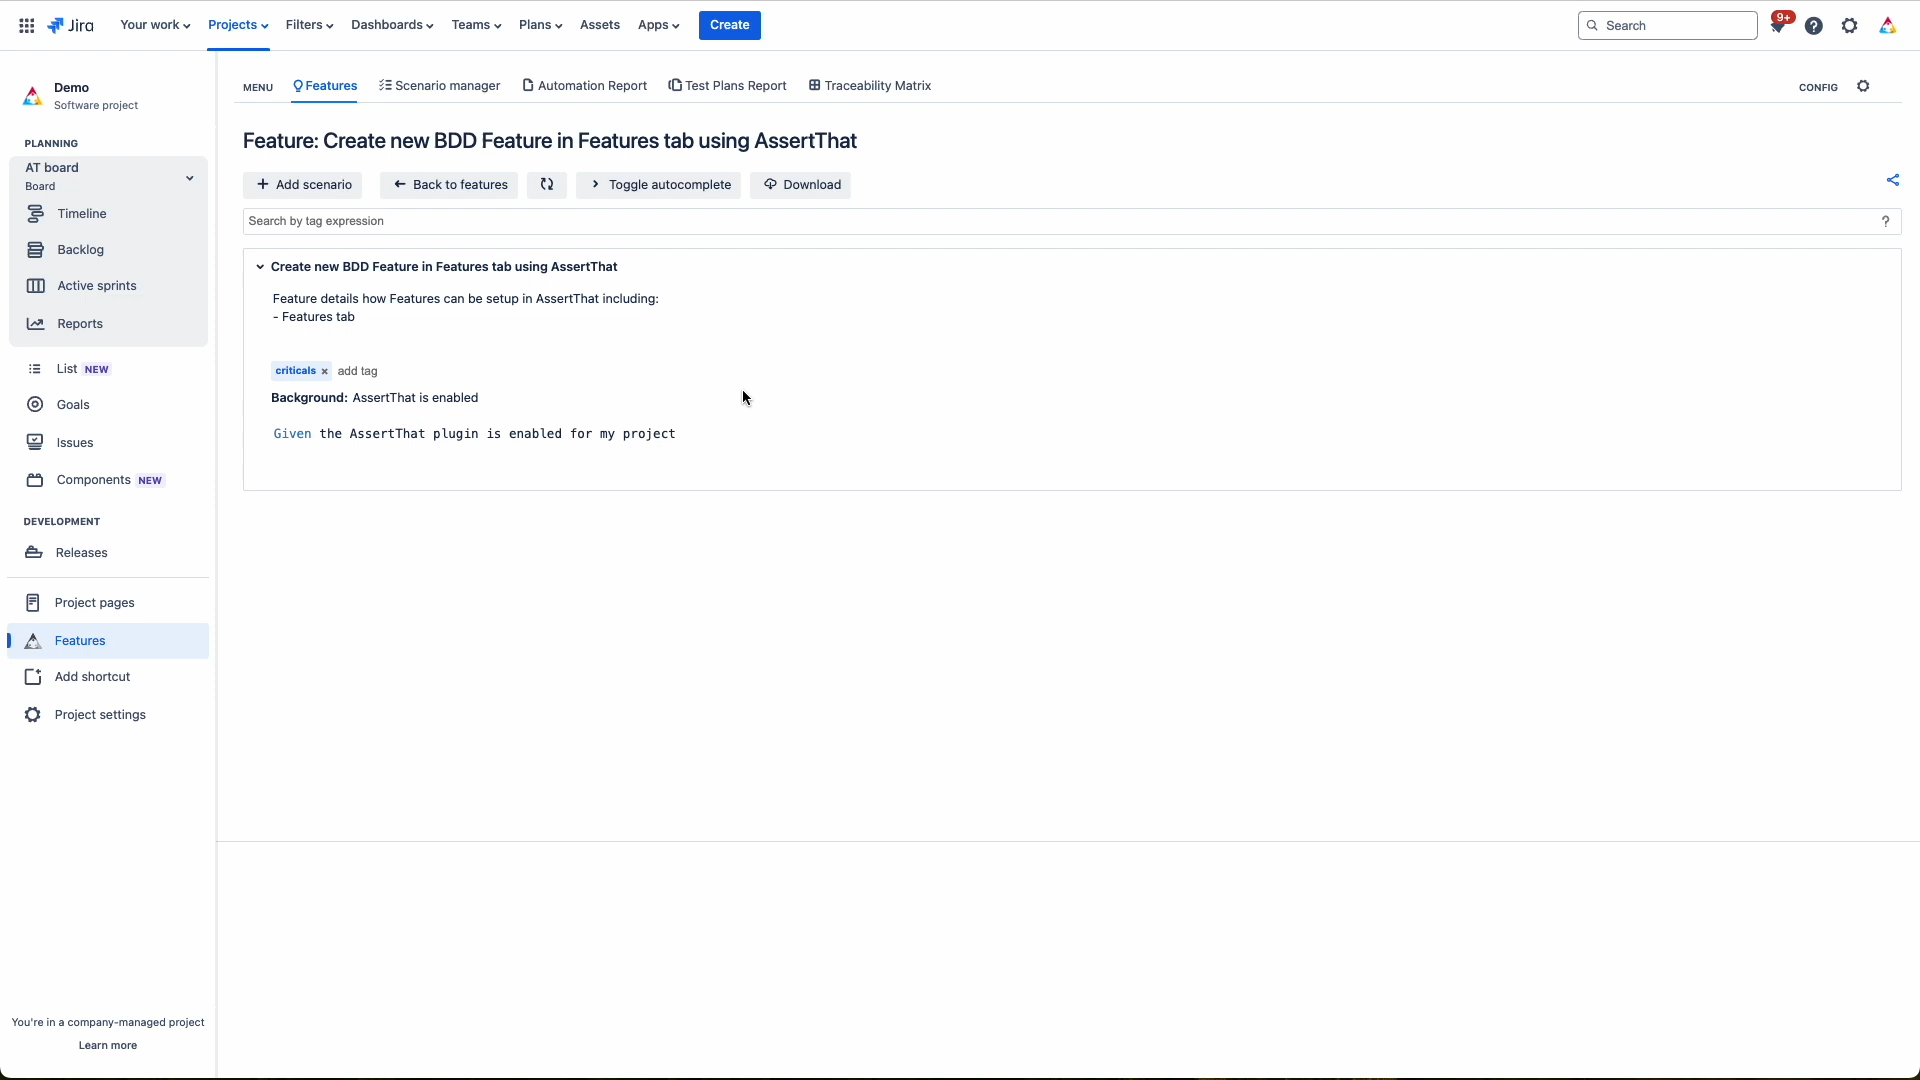 Jira
Your work
Projects
Filters
Dashboards
Teams
Plans
Assets
Apps
Create
Search
9+
Demo
Software project
PLANNING
AT board
Board
Timeline
Backlog
Active sprints
Reports
List NEW
Goals
Issues
Components NEW
DEVELOPMENT
Releases
Project pages
Features
Add shortcut
Project settings
You're in a company-managed project
Learn more
MENU
Features
Scenario manager
Automation Report
Test Plans Report
Traceability Matrix
CONFIG
Feature: Create new BDD Feature in Features tab using AssertThat
+ Add scenario
Back to features
Toggle autocomplete
Download
Search by tag expression
?
Create new BDD Feature in Features tab using AssertThat
Feature details how Features can be setup in AssertThat including:
- Features tab
criticals × add tag
Background: AssertThat is enabled
Given the AssertThat plugin is enabled for my project